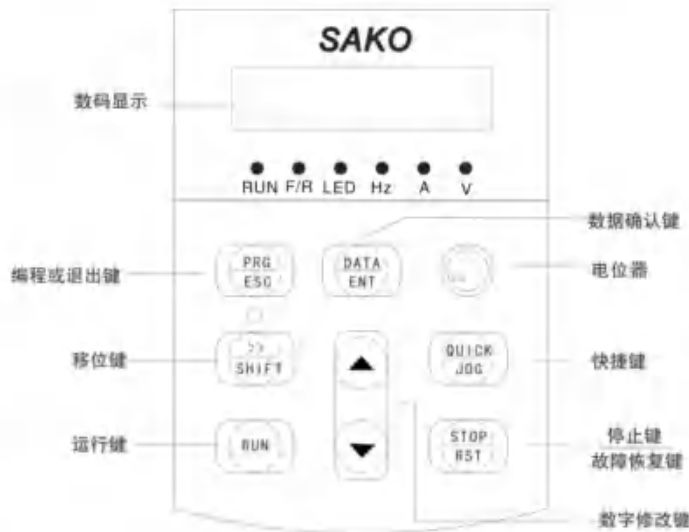 SAKO
数码显示
RUN F/R LED Hz A V
数据确认键
PRG
ESC
DATA
ENT
编程或退出键
电位器
>>
SHIFT
移位键
QUICK
JOG
快捷键
运行键
RUN
STOP
RST
停止键
故障恢复键
数字修改键